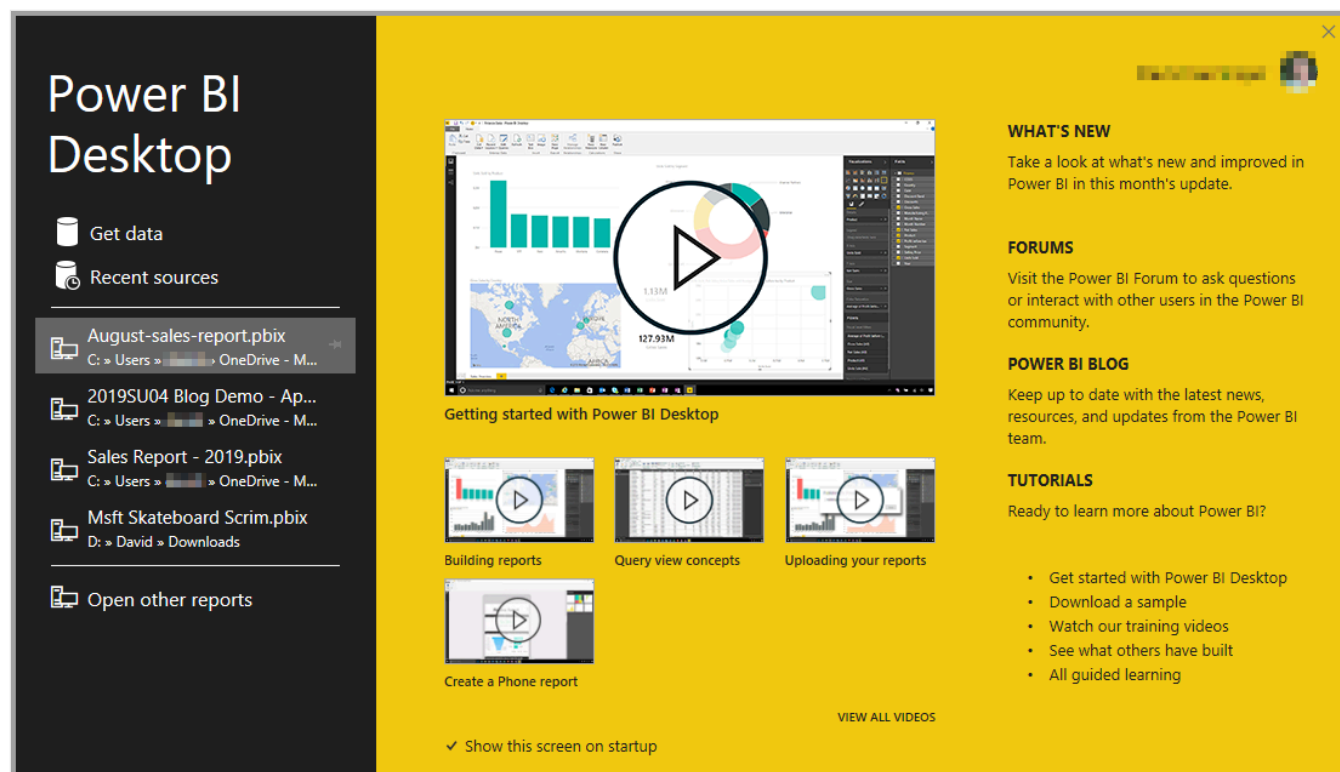 Power BI
Desktop
Get data
Recent sources
August-sales-report.pbix
C: » Users » » OneDrive - M...
2019SU04 Blog Demo - Ap...
C: » Users » » OneDrive - M...
Sales Report - 2019.pbix
C: » Users » » OneDrive - M...
Msft Skateboard Scrim.pbix
D: » David » Downloads
Open other reports
NORTH
AMERICA
EUROPE
1.13M
127.93M
Getting started with Power BI Desktop
Building reports
Query view concepts
Uploading your reports
Create a Phone report
VIEW ALL VIDEOS
✓ Show this screen on startup
WHAT'S NEW
Take a look at what's new and improved in
Power BI in this month's update.
FORUMS
Visit the Power BI Forum to ask questions
or interact with other users in the Power BI
community.
POWER BI BLOG
Keep up to date with the latest news,
resources, and updates from the Power BI
team.
TUTORIALS
Ready to learn more about Power BI?
• Get started with Power BI Desktop
• Download a sample
• Watch our training videos
• See what others have built
• All guided learning